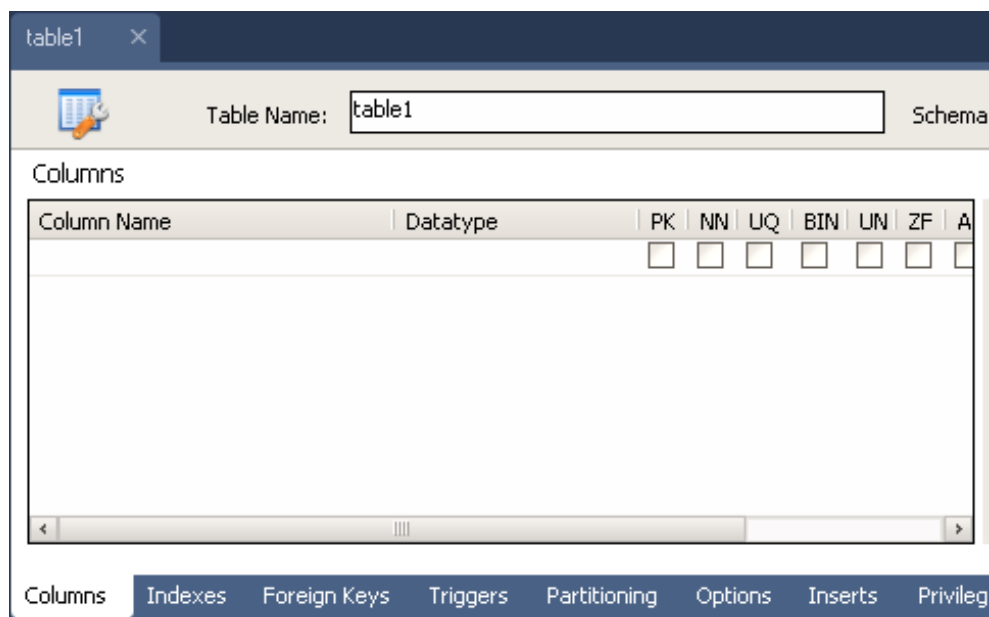 table1
Table Name: table1 Schema
Columns
Column Name Datatype PK NN UQ BIN UN ZF A
Columns Indexes Foreign Keys Triggers Partitioning Options Inserts Privileg